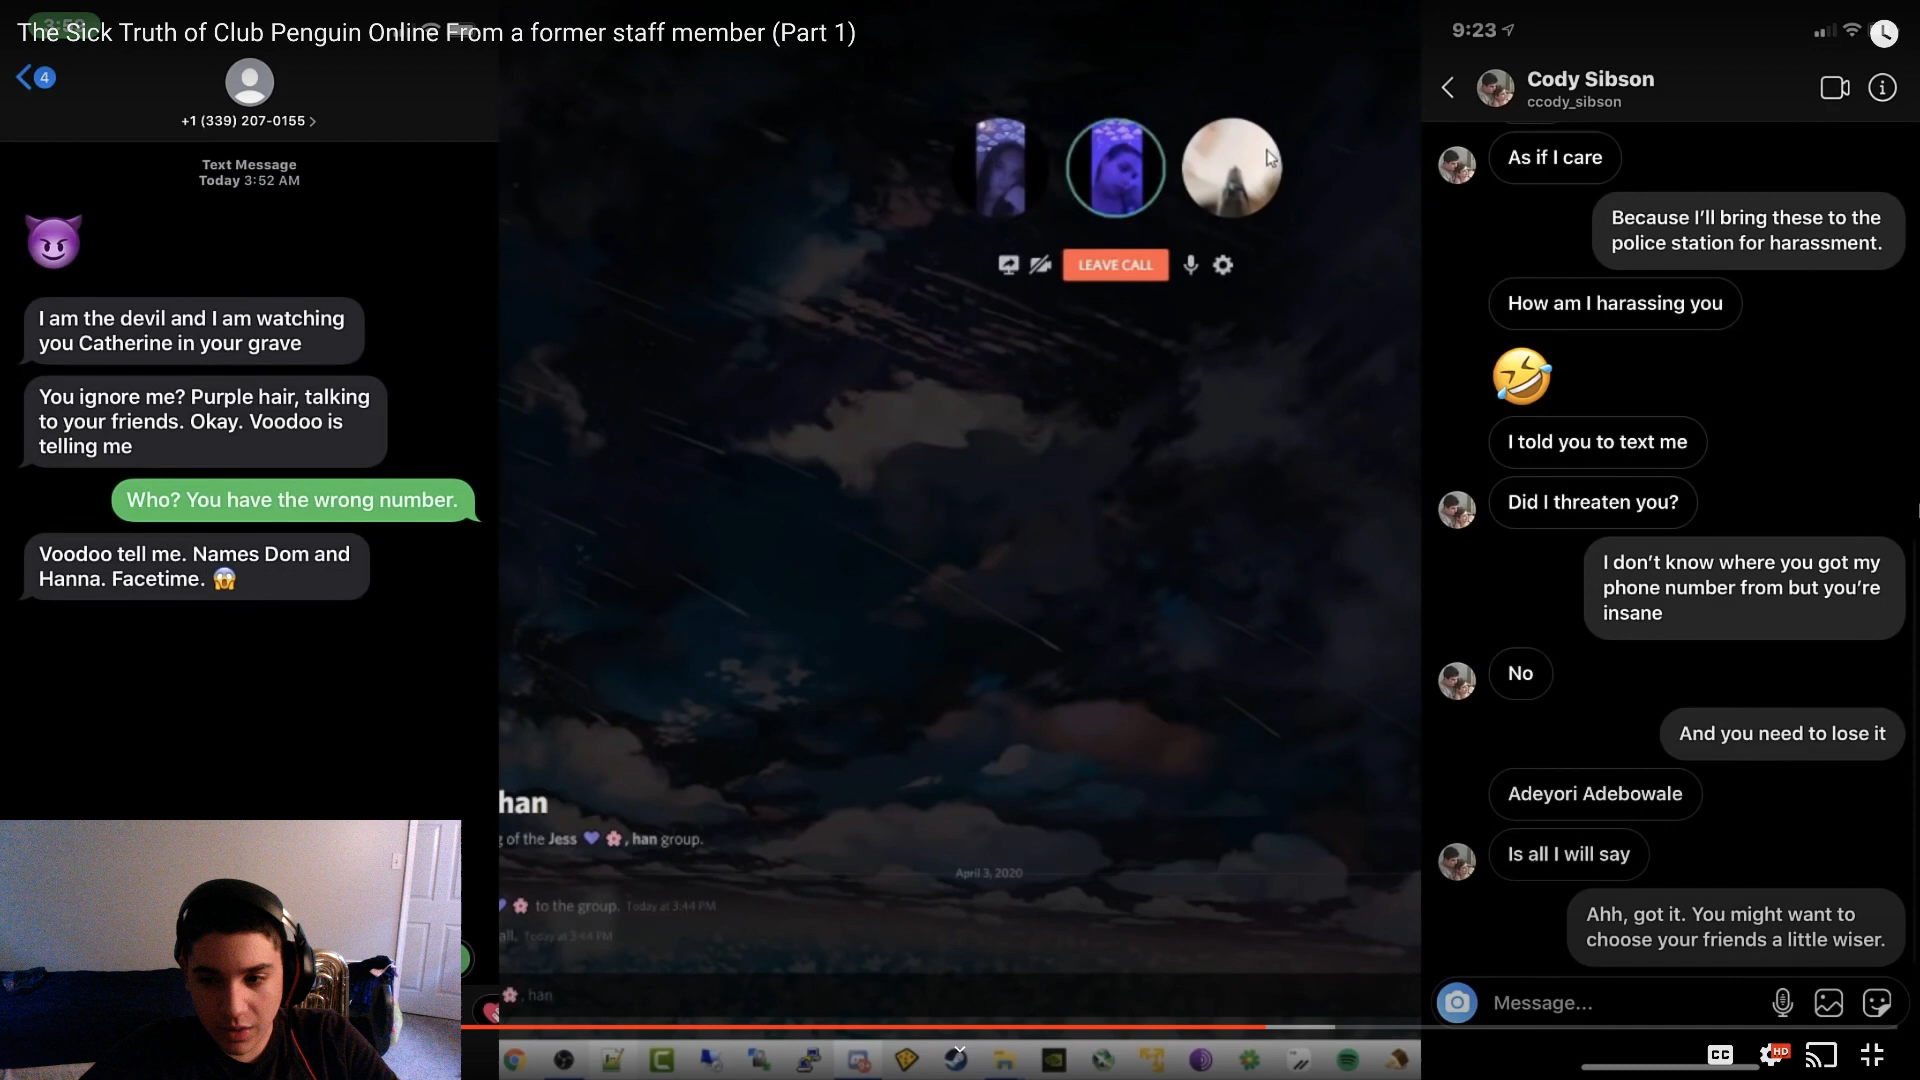 The Sick Truth of Club Penguin Online From a former staff member (Part 1)
3:59
4
+1 (339) 207-0155
Text Message
Today 3:52 AM
I am the devil and I am watching
you Catherine in your grave
You ignore me? Purple hair, talking
to your friends. Okay. Voodoo is
telling me
Who? You have the wrong number.
Voodoo tell me. Names Dom and
Hanna. Facetime.
LEAVE CALL
han
of the Jess , han group.
April 3, 2020
to the group. Today at 3:44 PM
all. Today at 3:44 PM
, han
9:23
Cody Sibson
ccody_sibson
As if I care
Because I'll bring these to the
police station for harassment.
How am I harassing you
I told you to text me
Did I threaten you?
I don't know where you got my
phone number from but you're
insane
No
And you need to lose it
Adeyori Adebowale
Is all I will say
Ahh, got it. You might want to
choose your friends a little wiser.
Message...
CC
HD